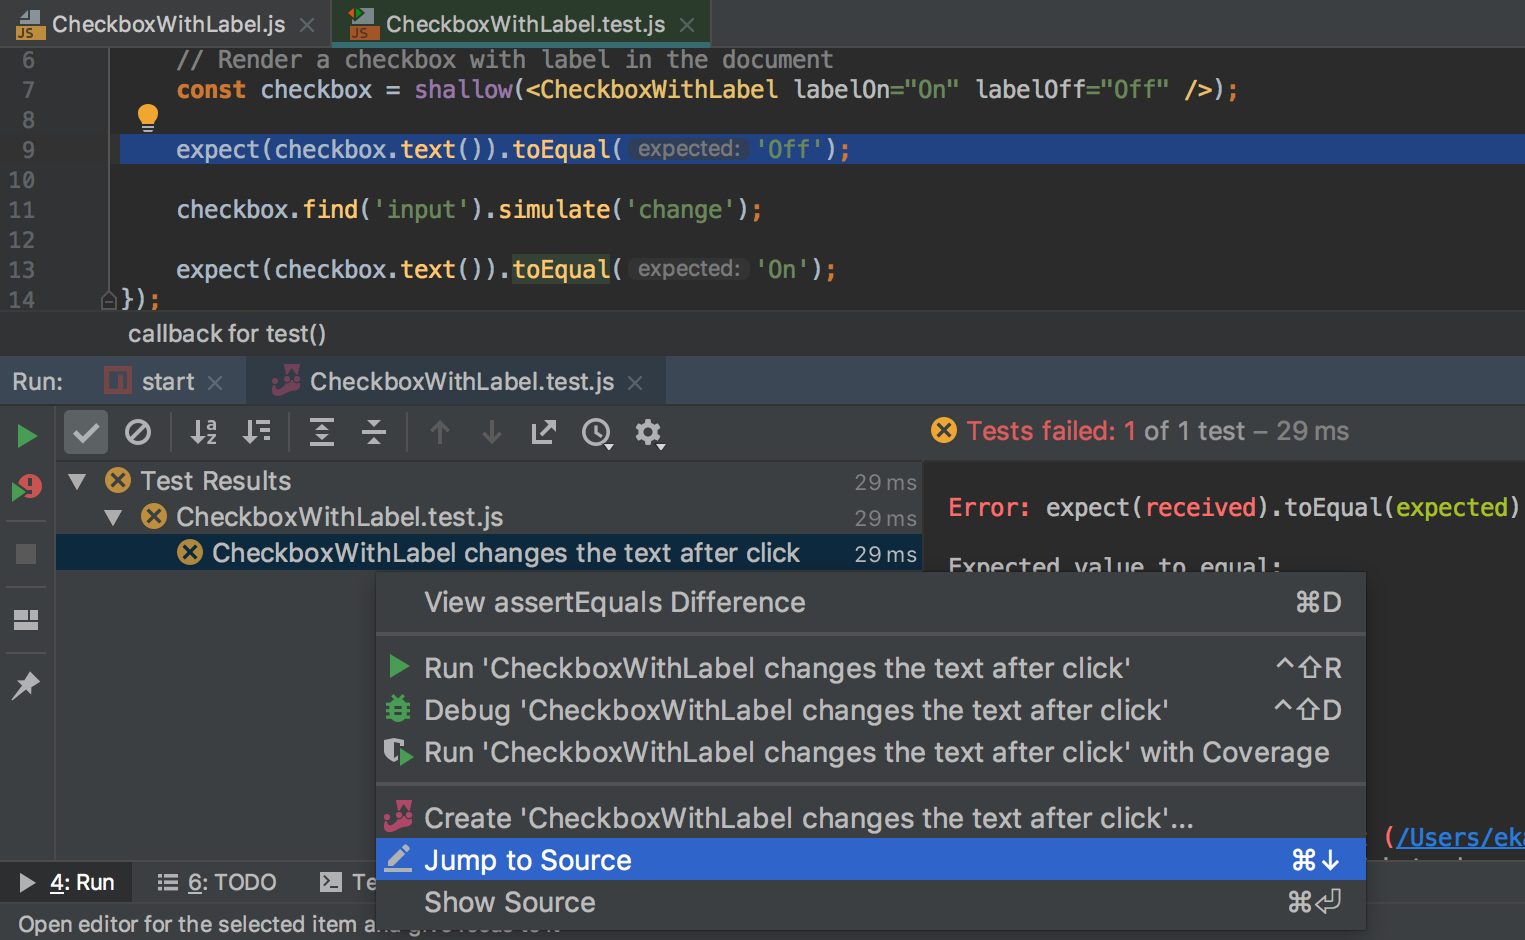 CheckboxWithLabel.js
CheckboxWithLabel.test.js
6 // Render a checkbox with label in the document
7 const checkbox = shallow(<CheckboxWithLabel labelOn="On" labelOff="Off" />);
8
9 expect(checkbox.text()).toEqual( expected: 'Off');
10
11 checkbox.find('input').simulate('change');
12
13 expect(checkbox.text()).toEqual( expected: 'On');
14 });
callback for test()
Run: start CheckboxWithLabel.test.js
Tests failed: 1 of 1 test – 29 ms
Test Results 29 ms
CheckboxWithLabel.test.js 29 ms
CheckboxWithLabel changes the text after click 29 ms
Error: expect(received).toEqual(expected)
Expected value to equal:
View assertEquals Difference ⌘D
Run 'CheckboxWithLabel changes the text after click' ⌃⇧R
Debug 'CheckboxWithLabel changes the text after click' ⌃⇧D
Run 'CheckboxWithLabel changes the text after click' with Coverage
Create 'CheckboxWithLabel changes the text after click'...
(/Users/eka
Jump to Source ⌘↓
Show Source ⌘⏎
4: Run 6: TODO Te
Open editor for the selected item and give focus to it